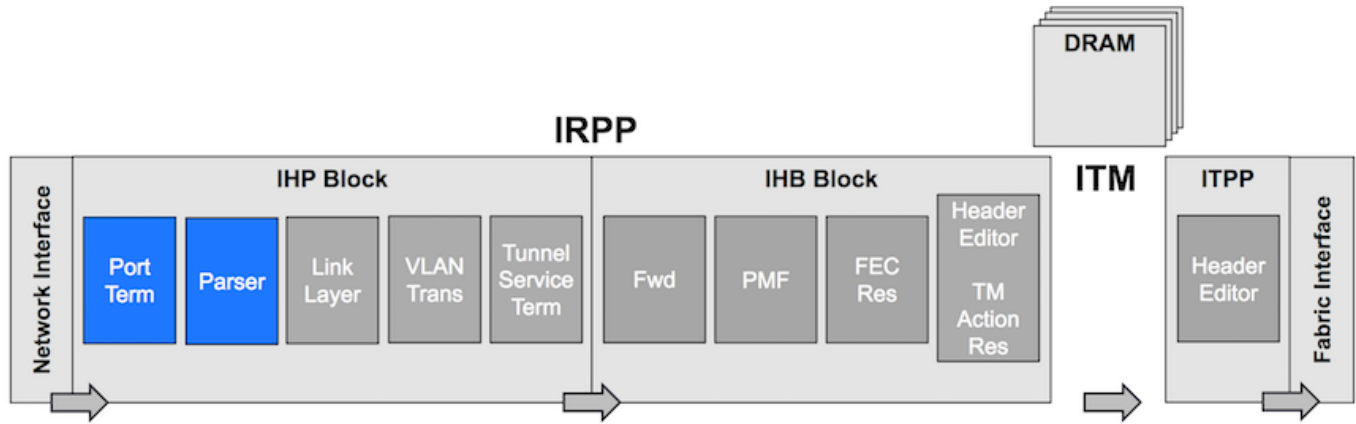 DRAM
IRPP
ITM
Network Interface
IHP Block
Port
Term
Parser
Link
Layer
VLAN
Trans
Tunnel
Service
Term
IHB Block
Fwd
PMF
FEC
Res
Header
Editor
TM
Action
Res
ITPP
Header
Editor
Fabric Interface